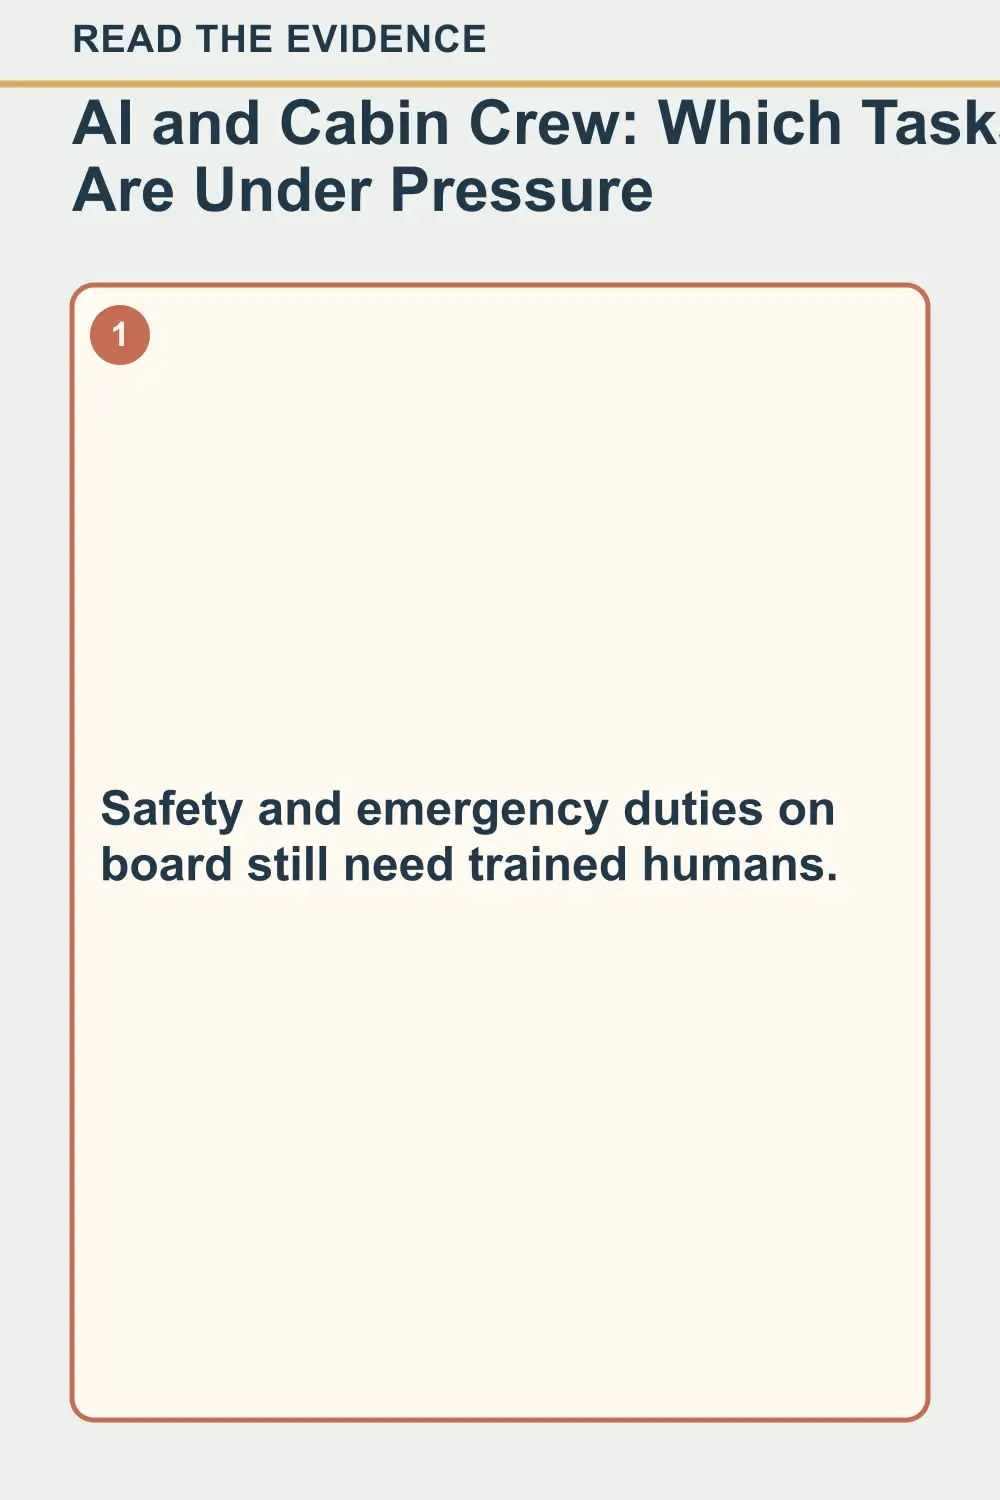 READ THE EVIDENCE
AI and Cabin Crew: Which Tasks
Are Under Pressure
1
Safety and emergency duties on
board still need trained humans.